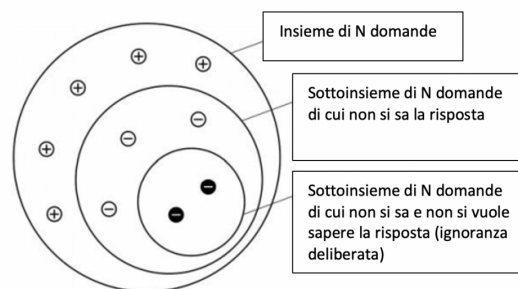 Insieme di N domande
Sottoinsieme di N domande
di cui non si sa la risposta
Sottoinsieme di N domande
di cui non si sa e non si vuole
sapere la risposta (ignoranza
deliberata)